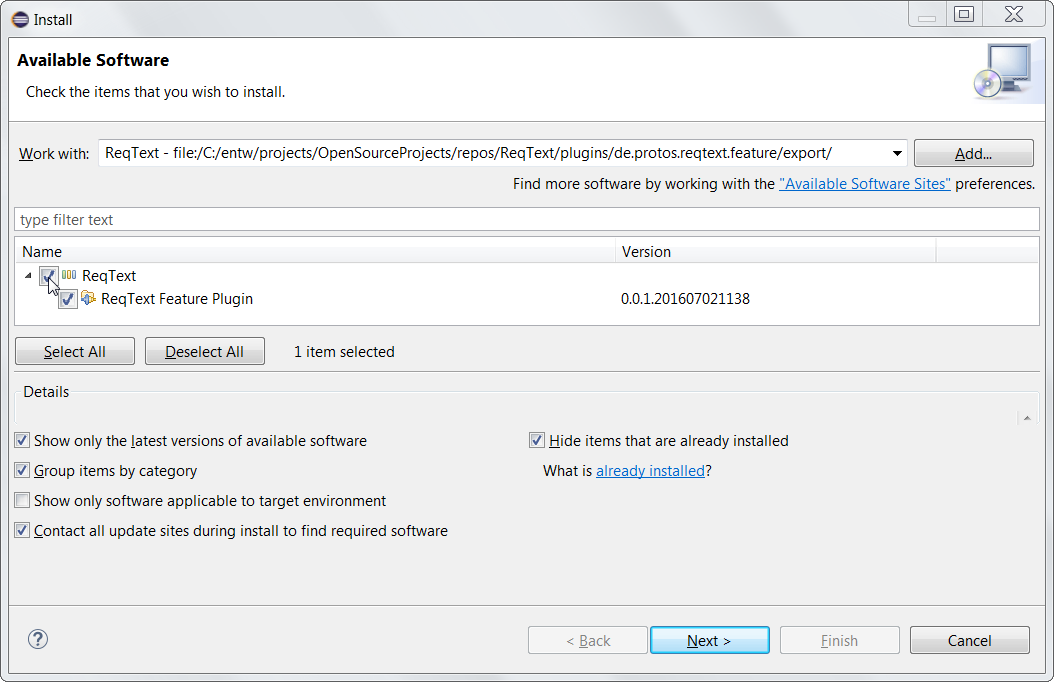 Install
Available Software
Check the items that you wish to install.
Work with: ReqText - file:/C:/entw/projects/OpenSourceProjects/repos/ReqText/plugins/de.protos.reqtext.feature/export/ Add...
Find more software by working with the "Available Software Sites" preferences.
type filter text
Name Version
ReqText
ReqText Feature Plugin 0.0.1.201607021138
Select All Deselect All 1 item selected
Details
Show only the latest versions of available software Hide items that are already installed
Group items by category What is already installed?
Show only software applicable to target environment
Contact all update sites during install to find required software
? < Back Next > Finish Cancel